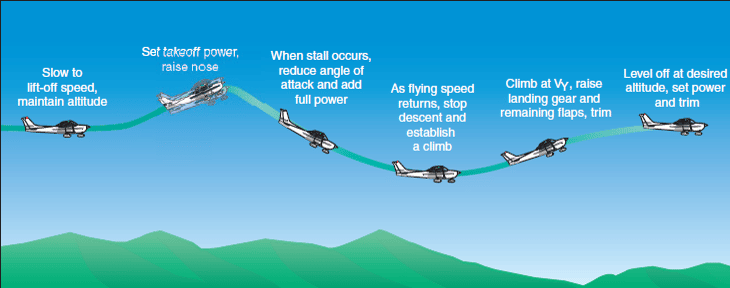 Slow to
lift-off speed,
maintain altitude
Set takeoff power,
raise nose
When stall occurs,
reduce angle of
attack and add
full power
As flying speed
returns, stop
descent and
establish
a climb
Climb at VY, raise
landing gear and
remaining flaps, trim
Level off at desired
altitude, set power
and trim